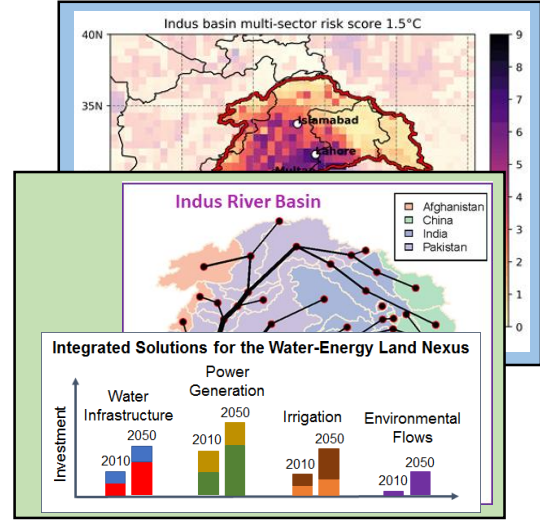 Indus basin multi-sector risk score 1.5°C
40N
35N
Islamabad
Lahore
Multan
9
8
7
6
5
4
3
2
1
0
Indus River Basin
Afghanistan
China
India
Pakistan
Integrated Solutions for the Water-Energy Land Nexus
Investment
Water
Infrastructure
2010
2050
Power
Generation
2010
2050
Irrigation
2010
2050
Environmental
Flows
2010
2050